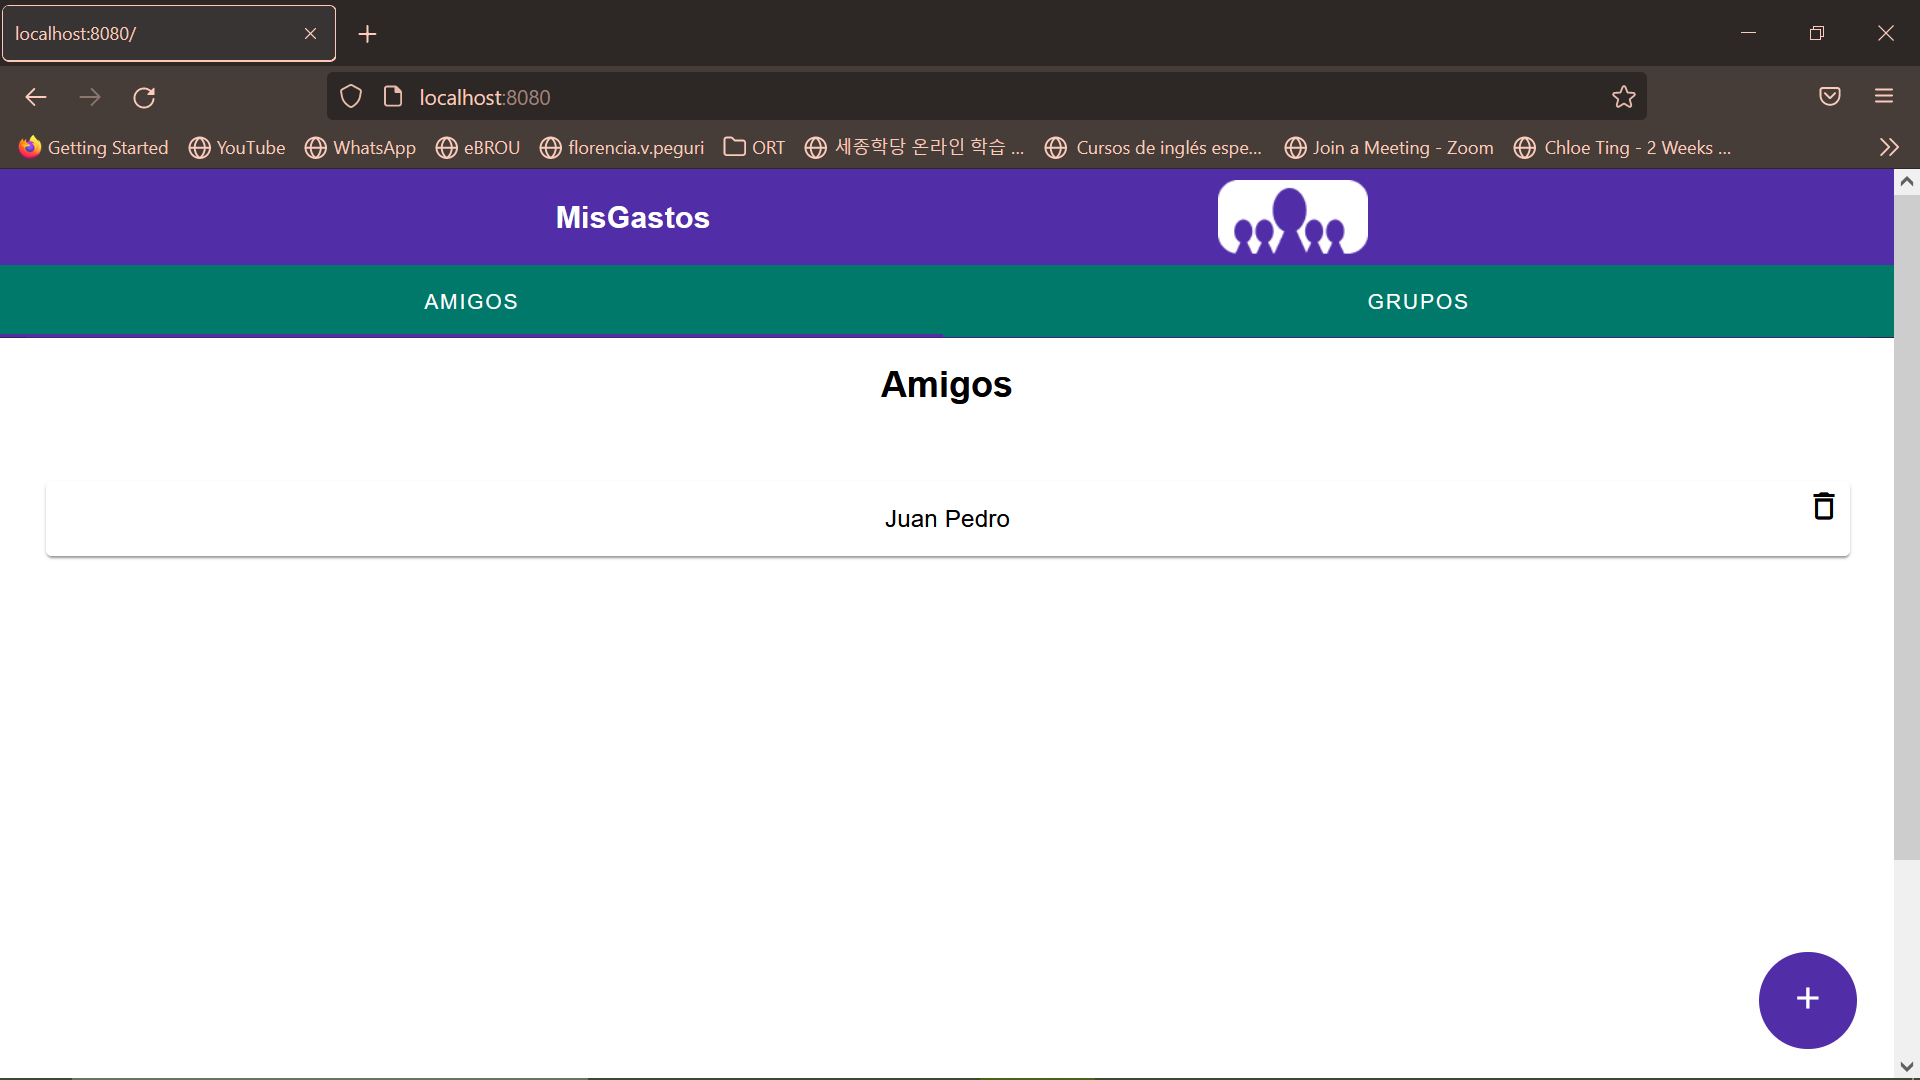 localhost:8080/
localhost:8080
Getting Started YouTube WhatsApp eBROU florencia.v.peguri ORT 세종학당 온라인 학습 ... Cursos de inglés espe... Join a Meeting - Zoom Chloe Ting - 2 Weeks ...
MisGastos
AMIGOS GRUPOS
Amigos
Juan Pedro